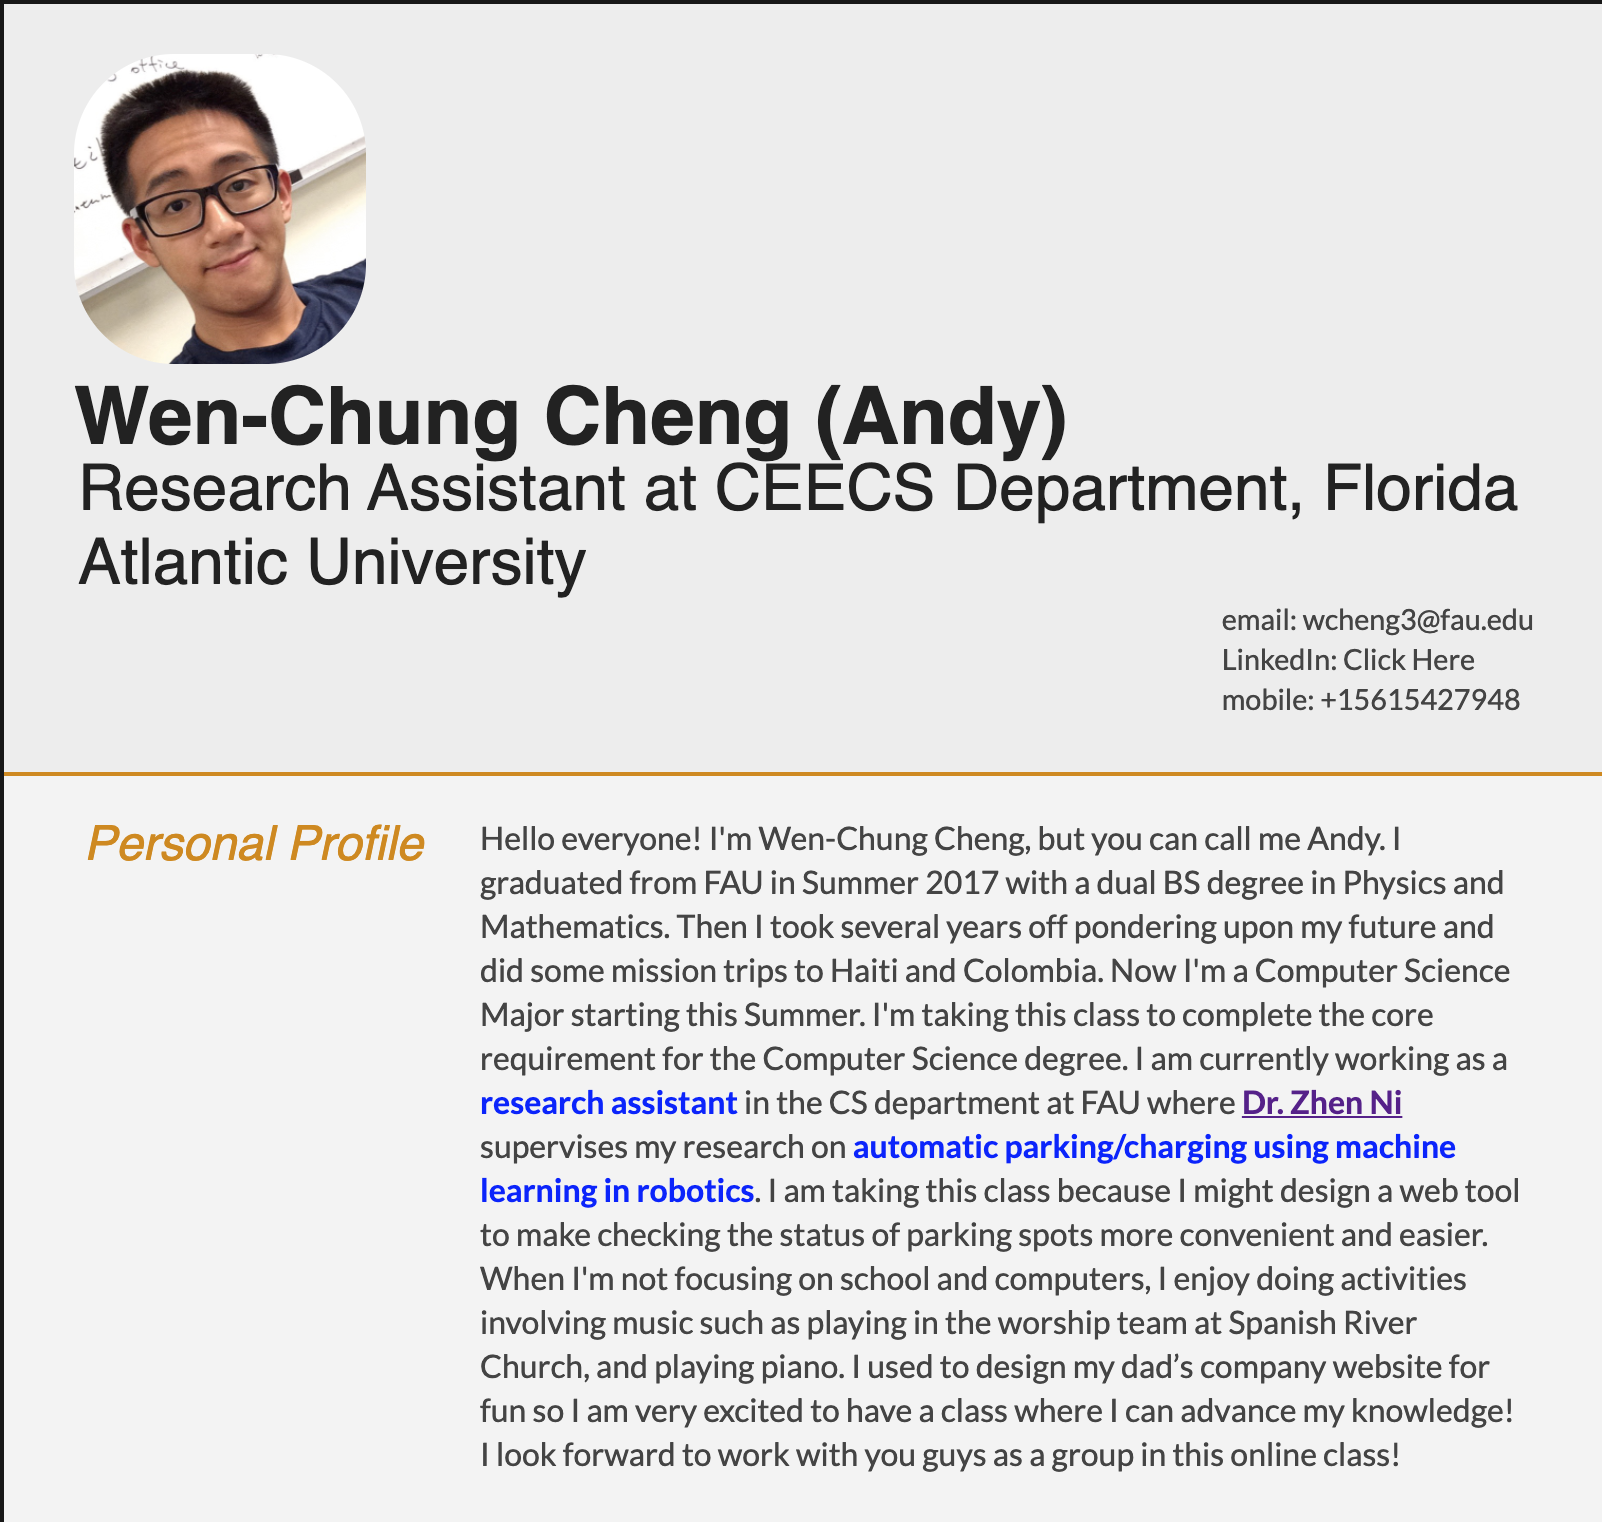 office
Wen-Chung Cheng (Andy)
Research Assistant at CEECS Department, Florida
Atlantic University
email: wcheng3@fau.edu
LinkedIn: Click Here
mobile: +15615427948
Personal Profile
Hello everyone! I'm Wen-Chung Cheng, but you can call me Andy. I
graduated from FAU in Summer 2017 with a dual BS degree in Physics and
Mathematics. Then I took several years off pondering upon my future and
did some mission trips to Haiti and Colombia. Now I'm a Computer Science
Major starting this Summer. I'm taking this class to complete the core
requirement for the Computer Science degree. I am currently working as a
research assistant in the CS department at FAU where Dr. Zhen Ni
supervises my research on automatic parking/charging using machine
learning in robotics. I am taking this class because I might design a web tool
to make checking the status of parking spots more convenient and easier.
When I'm not focusing on school and computers, I enjoy doing activities
involving music such as playing in the worship team at Spanish River
Church, and playing piano. I used to design my dad’s company website for
fun so I am very excited to have a class where I can advance my knowledge!
I look forward to work with you guys as a group in this online class!